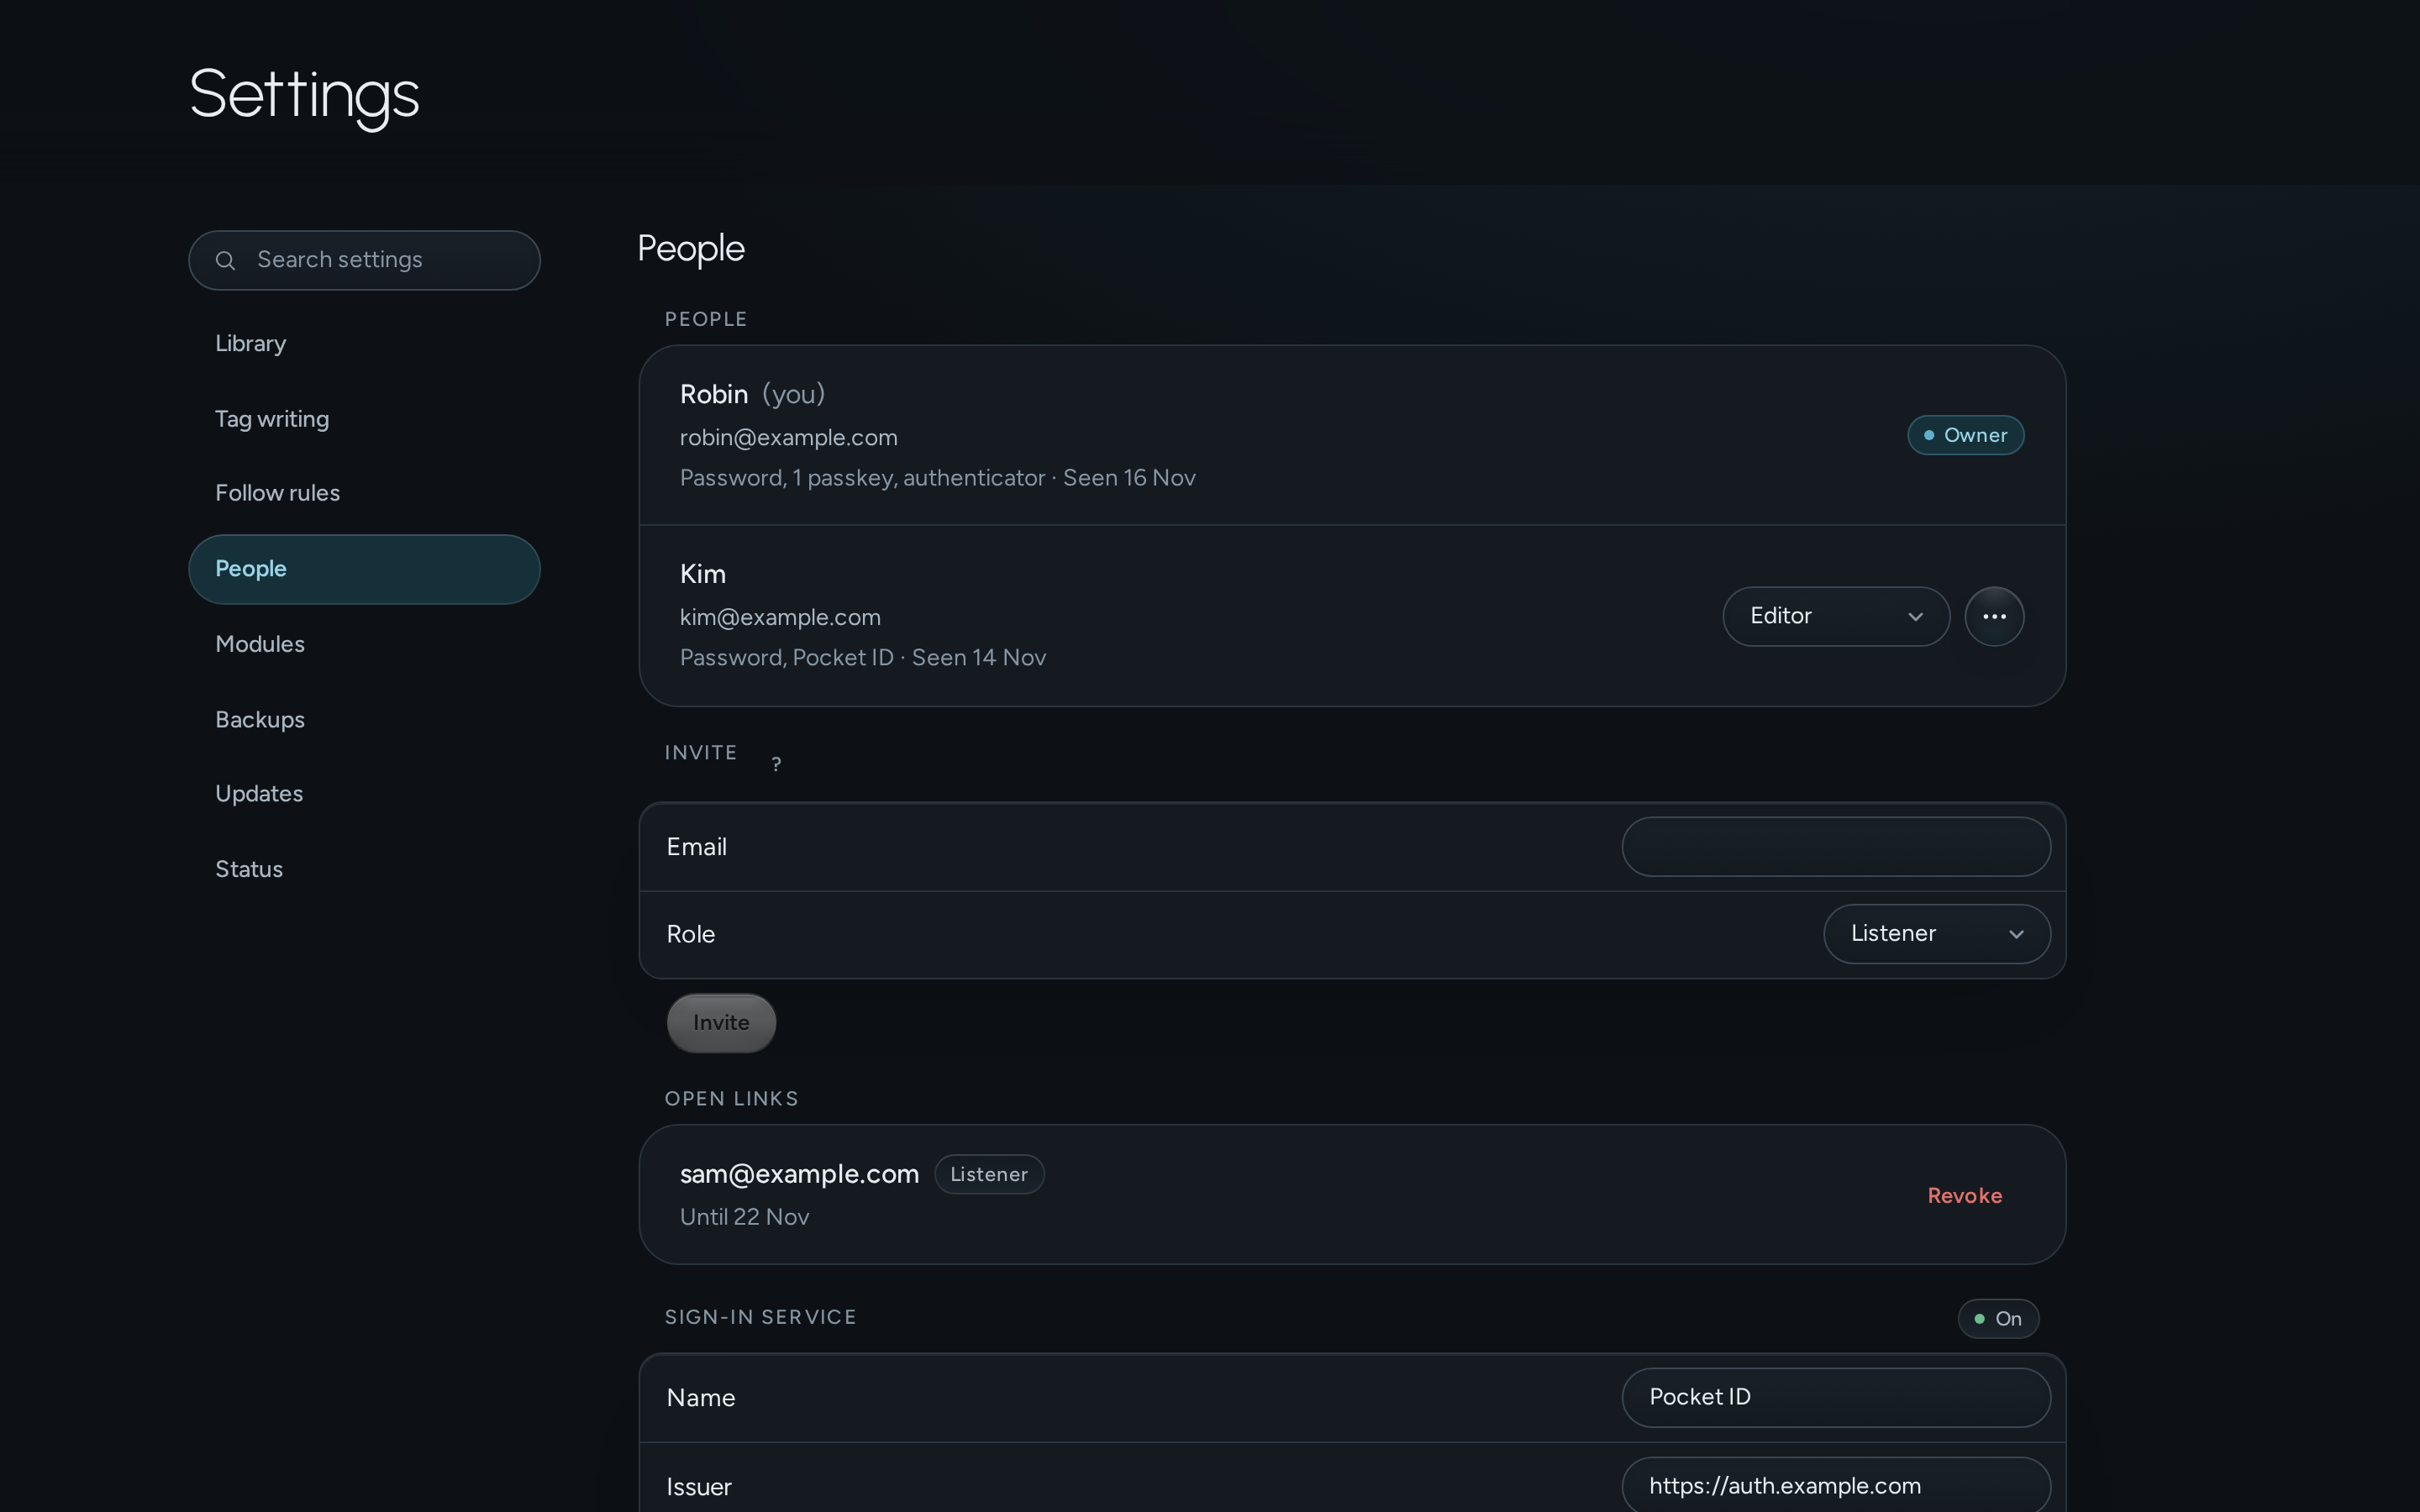 Settings
Search settings
Library
Tag writing
Follow rules
People
Modules
Backups
Updates
Status
People
PEOPLE
Robin (you)
robin@example.com
Password, 1 passkey, authenticator · Seen 16 Nov
Owner
Kim
kim@example.com
Password, Pocket ID · Seen 14 Nov
Editor
INVITE ?
Email
Role
Listener
Invite
OPEN LINKS
sam@example.com Listener
Until 22 Nov
Revoke
SIGN-IN SERVICE
On
Name
Pocket ID
Issuer
https://auth.example.com